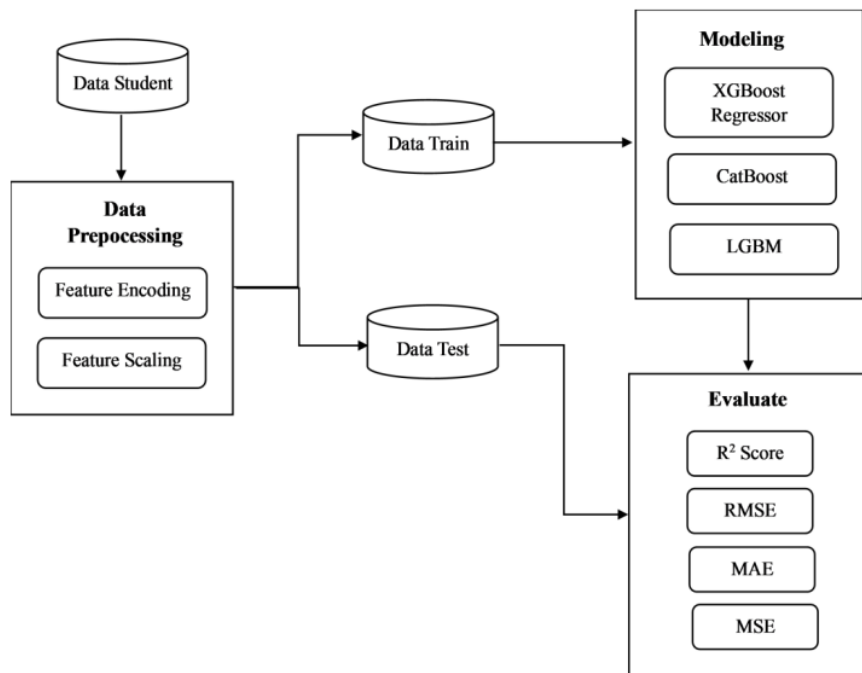 Data Student
Data
Prepocessing
Feature Encoding
Feature Scaling
Data Train
Data Test
Modeling
XGBoost
Regressor
CatBoost
LGBM
Evaluate
R² Score
RMSE
MAE
MSE